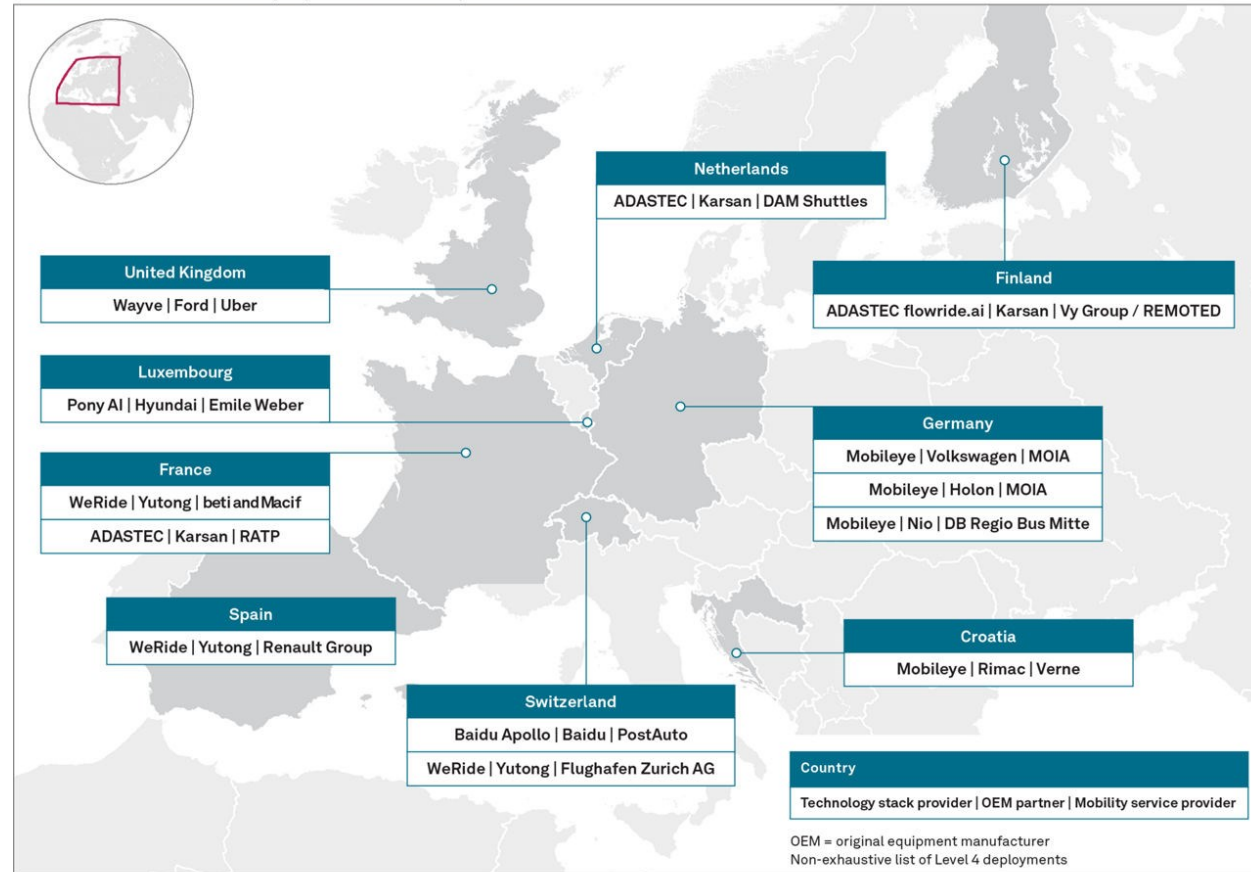 Netherlands
ADASTEC | Karsan | DAM Shuttles
United Kingdom
Wayve | Ford | Uber
Finland
ADASTEC flowride.ai | Karsan | Vy Group / REMOTED
Luxembourg
Pony AI | Hyundai | Emile Weber
Germany
Mobileye | Volkswagen | MOIA
Mobileye | Holon | MOIA
Mobileye | Nio | DB Regio Bus Mitte
France
WeRide | Yutong | beti and Macif
ADASTEC | Karsan | RATP
Spain
WeRide | Yutong | Renault Group
Croatia
Mobileye | Rimac | Verne
Switzerland
Baidu Apollo | Baidu | PostAuto
WeRide | Yutong | Flughafen Zurich AG
Country
Technology stack provider | OEM partner | Mobility service provider
OEM = original equipment manufacturer
Non-exhaustive list of Level 4 deployments